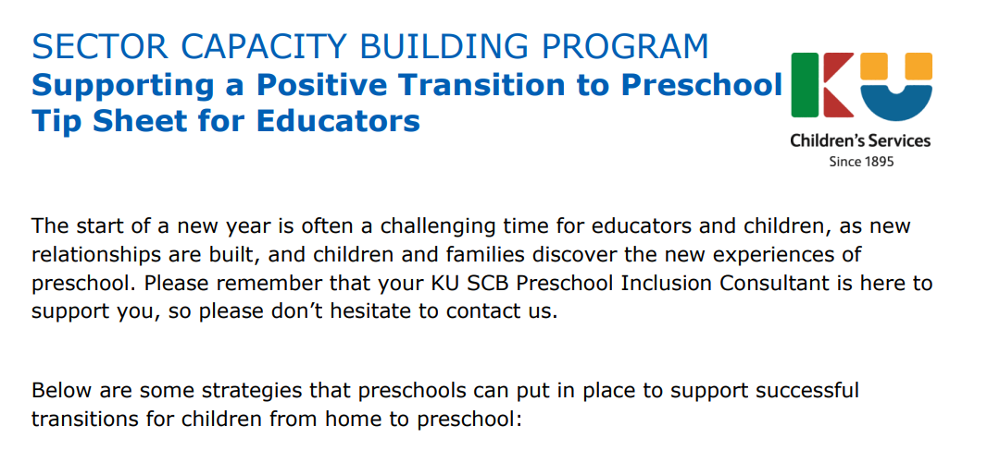 SECTOR CAPACITY BUILDING PROGRAM
Supporting a Positive Transition to Preschool
Tip Sheet for Educators
KU
Children's Services
Since 1895
The start of a new year is often a challenging time for educators and children, as new
relationships are built, and children and families discover the new experiences of
preschool. Please remember that your KU SCB Preschool Inclusion Consultant is here to
support you, so please don’t hesitate to contact us.
Below are some strategies that preschools can put in place to support successful
transitions for children from home to preschool: